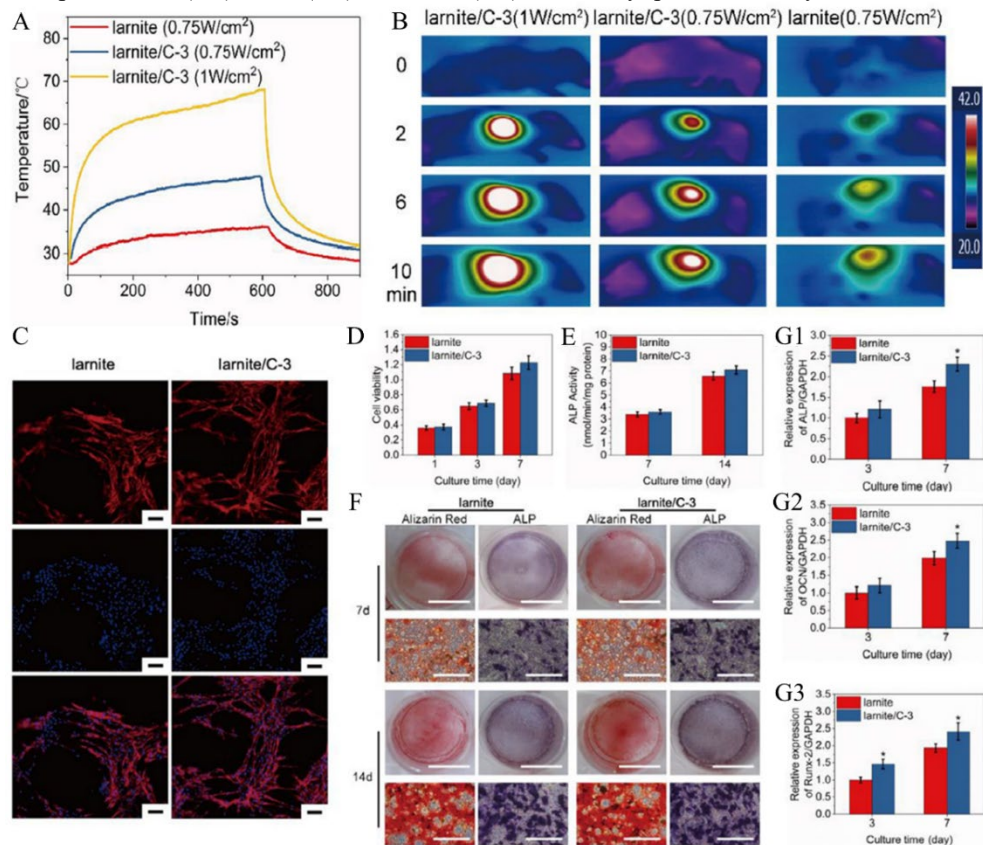 A
Temperature/℃
80
70
60
50
40
30
larnite (0.75W/cm²)
larnite/C-3 (0.75W/cm²)
larnite/C-3 (1W/cm²)
0 200 400 600 800
Time/s
B
larnite/C-3(1W/cm²) larnite/C-3(0.75W/cm²) larnite(0.75W/cm²)
0
2
6
10
min
42.0
20.0
C
larnite larnite/C-3
D
Cell viability
1.6
1.4
1.2
1.0
0.8
0.6
0.4
0.2
0.0
larnite
larnite/C-3
1 3 7
Culture time (day)
E
ALP Activity
(nmol/min/mg protein)
10
9
8
7
6
5
4
3
2
1
0
larnite
larnite/C-3
7 14
Culture time (day)
F
larnite larnite/C-3
Alizarin Red ALP Alizarin Red ALP
7d
14d
G1
Relative expression
of ALP/GAPDH
3.0
2.5
2.0
1.5
1.0
0.5
0.0
larnite
larnite/C-3
*
3 7
Culture time (day)
G2
Relative expression
of OCN/GAPDH
3.5
3.0
2.5
2.0
1.5
1.0
0.5
0.0
larnite
larnite/C-3
*
3 7
Culture time (day)
G3
Relative expression
of Runx-2/GAPDH
3.5
3.0
2.5
2.0
1.5
1.0
0.5
0.0
larnite
larnite/C-3
* *
3 7
Culture time (day)